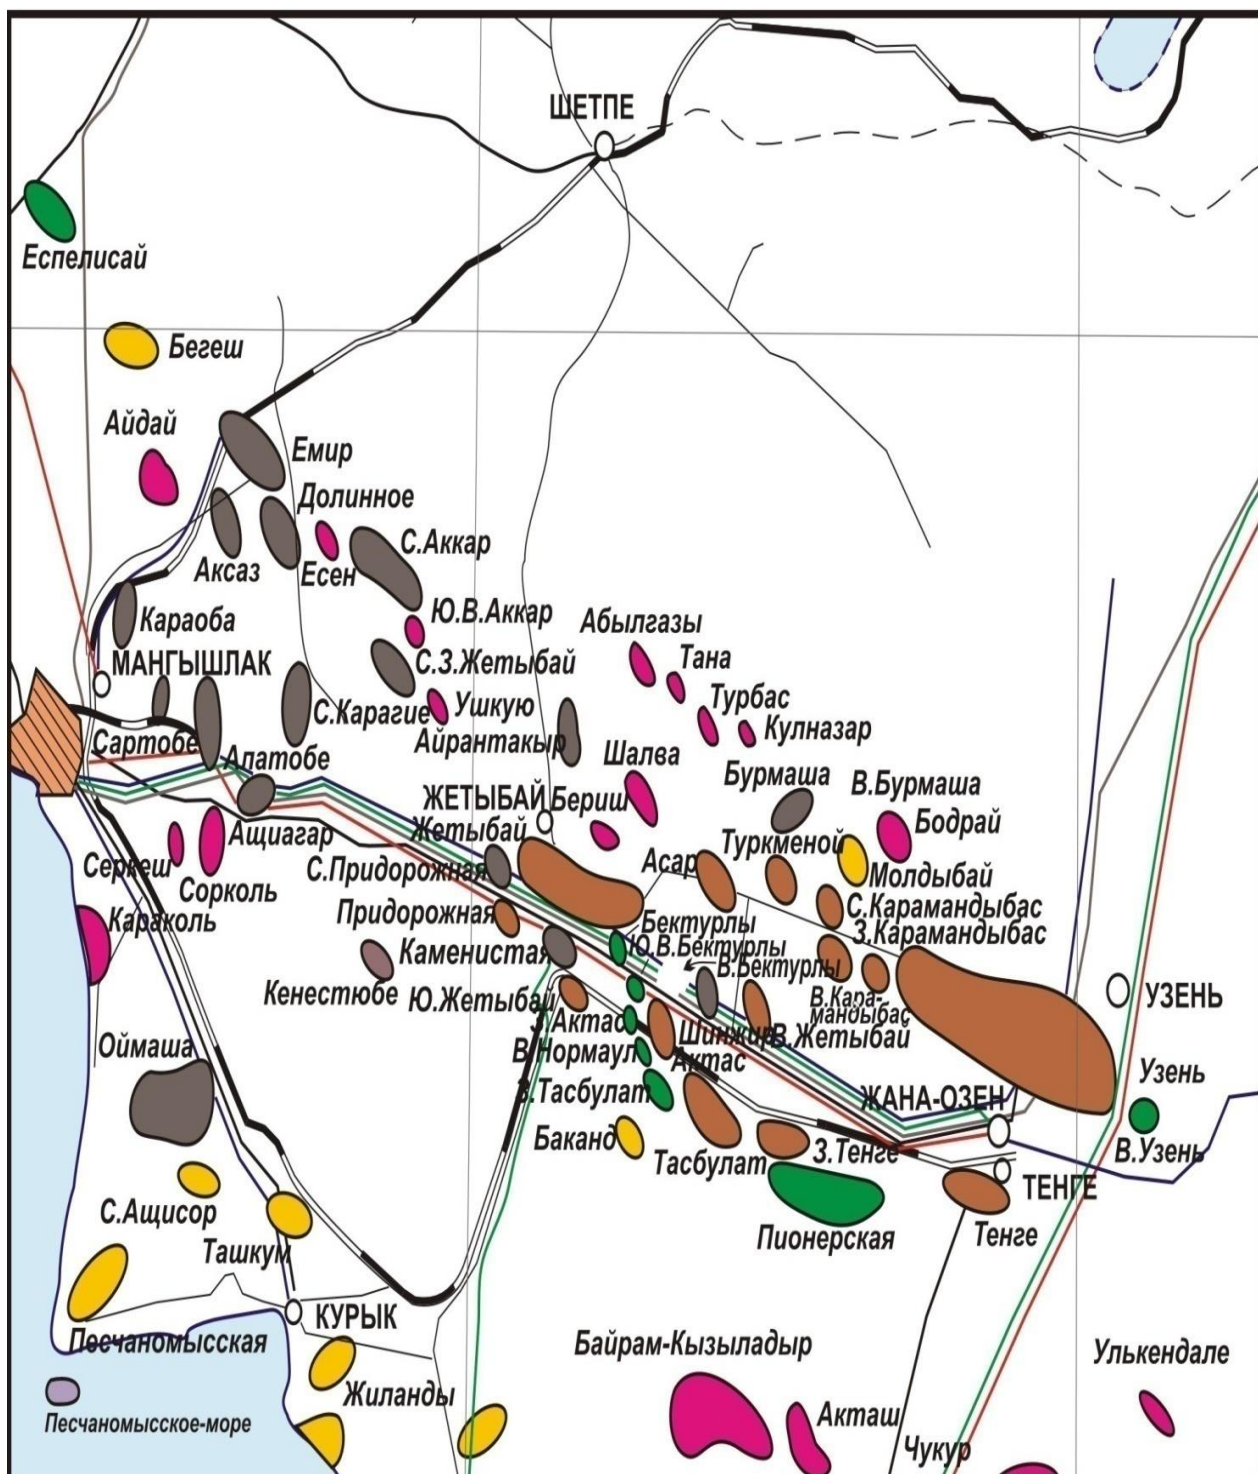 ШЕТПЕ
Еспелисай
Бегеш
Айдай
Емир
Долинное
С.Аккар
Аксаз
Есен
Караоба
Ю.В.Аккар
Абылгазы
МАНГЫШЛАК
С.З.Жетыбай
Тана
С.Карагие
Ушкую
Турбас
Сартобе
Айрантакыр
Кулназар
Алатобе
Шалва
Бурмаша
В.Бурмаша
ЖЕТЫБАЙ
Бериш
Бодрай
Ащиагар
Жетыбай
Туркменой
Серкеш
С.Придорожная
Асар
Молдыбай
Сорколь
С.Карамандыбас
Караколь
Придорожная
Бектурлы
З.Карамандыбас
Каменистая
Ю.В.Бектурлы
В.Бектурлы
Кенестюбе
Ю.Жетыбай
В.Кара-
мандыбас
УЗЕНЬ
З.Актас
Шинжир
В.Жетыбай
Оймаша
В.Нормаул
Актас
Узень
З.Тасбулат
ЖАНА-ОЗЕН
Баканд
Тасбулат
З.Тенге
В.Узень
ТЕНГЕ
С.Ащисор
Ташкум
Пионерская
Тенге
КУРЫК
Песчаномысская
Байрам-Кызыладыр
Улькендале
Жиланды
Песчаномысское-море
Акташ
Чукур